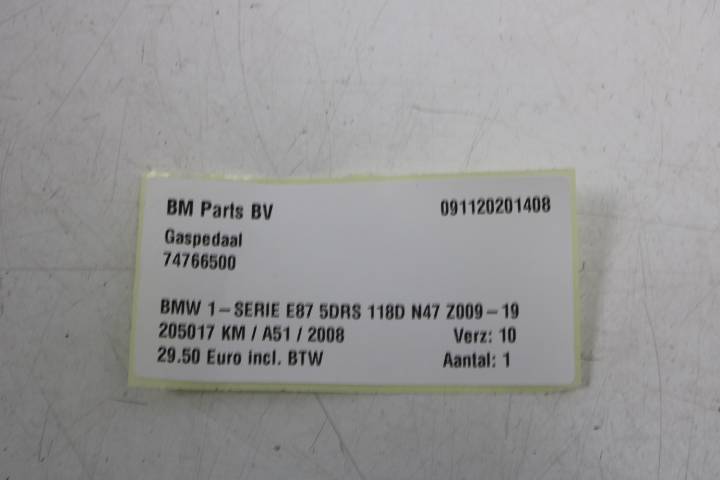 BM Parts BV 091120201408
Gaspedaal
74766500
BMW 1-SERIE E87 5DRS 118D N47 Z009-19
205017 KM / A51 / 2008 Verz: 10
29.50 Euro incl. BTW Aantal: 1